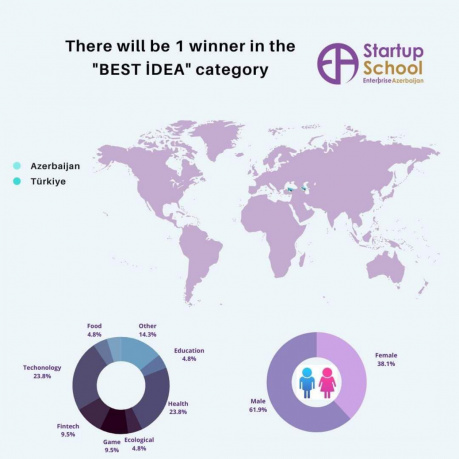 There will be 1 winner in the
"BEST İDEA" category
Startup
School
Enterprise Azerbaijan
Azerbaijan
Türkiye
Food
4.8%
Other
14.3%
Education
4.8%
Techonology
23.8%
Health
23.8%
Fintech
9.5%
Game
9.5%
Ecological
4.8%
Female
38.1%
Male
61.9%